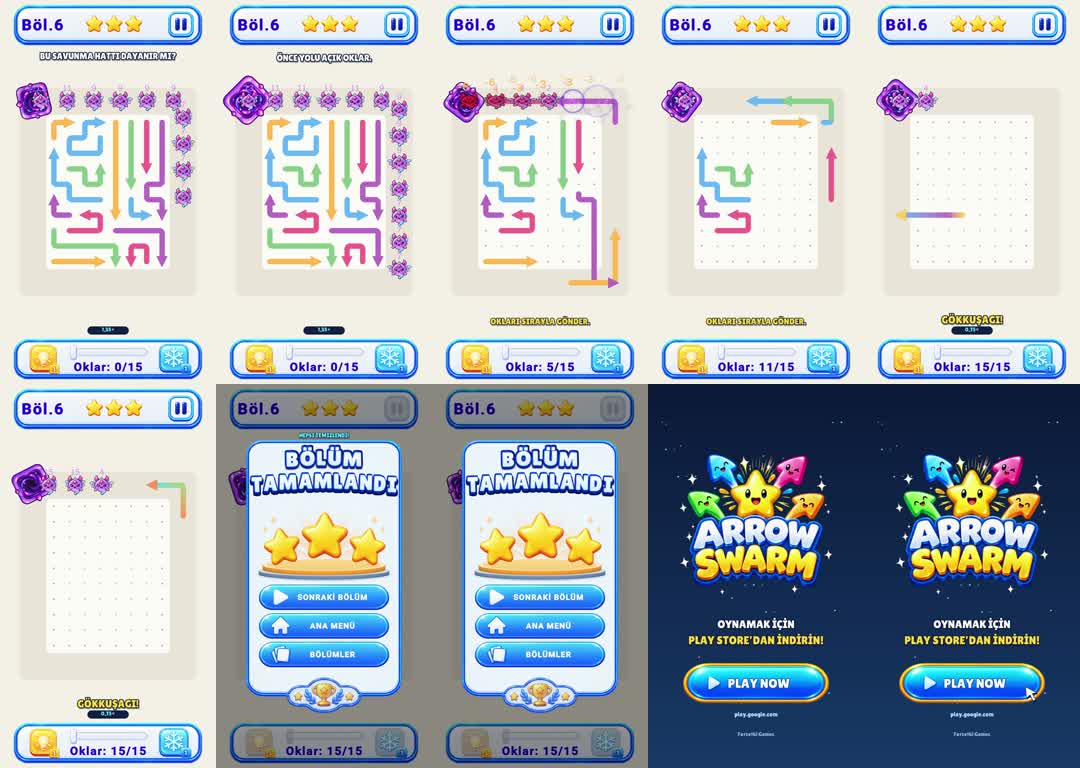 Böl.6
BU SAVUNMA HATTI DAYANIR MI?
Oklar: 0/15
Böl.6
ÖNCE YOLU AÇIK OKLAR.
Oklar: 0/15
Böl.6
OKLARI SIRAYLA GÖNDER.
Oklar: 5/15
Böl.6
OKLARI SIRAYLA GÖNDER.
Oklar: 11/15
Böl.6
GÖKKUŞAGI!
Oklar: 15/15
Böl.6
GÖKKUŞAGI!
Oklar: 15/15
Böl.6
HEPSİ TEMİZLENDİ!
BÖLÜM
TAMAMLANDI
SONRAKİ BÖLÜM
ANA MENÜ
BÖLÜMLER
Oklar: 15/15
Böl.6
BÖLÜM
TAMAMLANDI
SONRAKİ BÖLÜM
ANA MENÜ
BÖLÜMLER
Oklar: 15/15
ARROW
SWARM
OYNAMAK İÇİN
PLAY STORE'DAN İNDİRİN!
PLAY NOW
play.google.com
ARROW
SWARM
OYNAMAK İÇİN
PLAY STORE'DAN İNDİRİN!
PLAY NOW
play.google.com